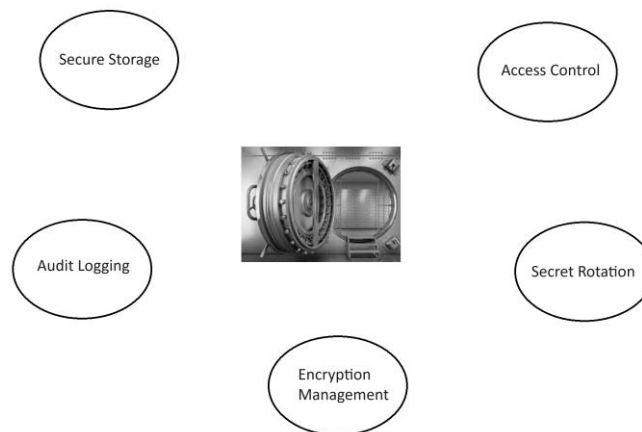 Secure Storage
Access Control
Audit Logging
Secret Rotation
Encryption
Management